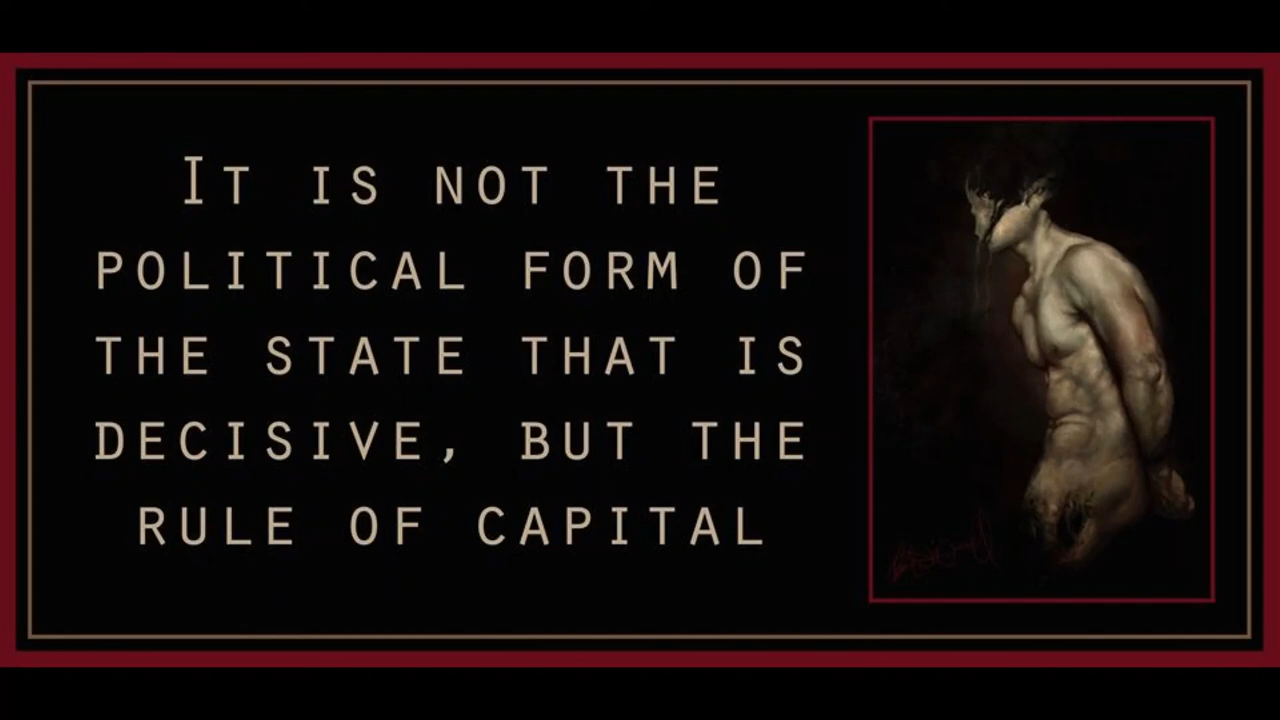 It is not the
political form of
the state that is
decisive, but the
rule of capital